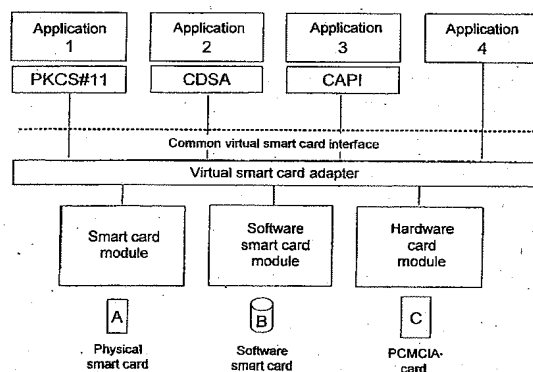 Application Application Application Application
1 2 3 4
PKCS#11 CDSA CAPI
Common virtual smart card interface
Virtual smart card adapter
Smart card
module
Software
smart card
module
Hardware
card
module
A B C
Physical
smart card
Software
smart card
PCMCIA-
card